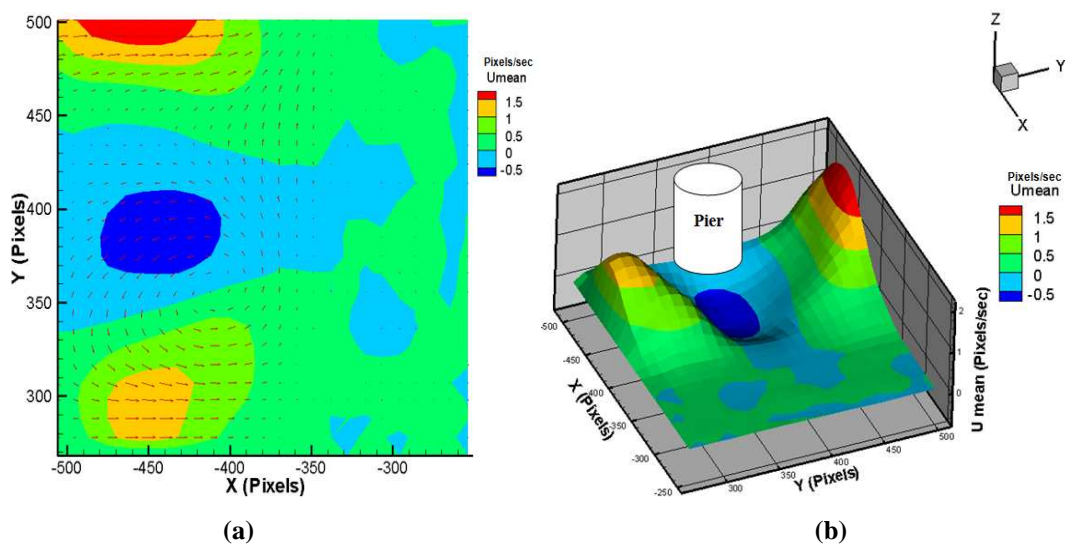 500
450
400
350
300
Y (Pixels)
-500
-450
-400
-350
-300
X (Pixels)
Pixels/sec
Umean
1.5
1
0.5
0
-0.5
(a)
Z
Y
X
Pier
Pixels/sec
Umean
1.5
1
0.5
0
-0.5
2
1
0
U mean (Pixels/sec)
-500
-450
-400
-350
-300
-250
X (Pixels)
300
350
400
450
500
Y (Pixels)
(b)